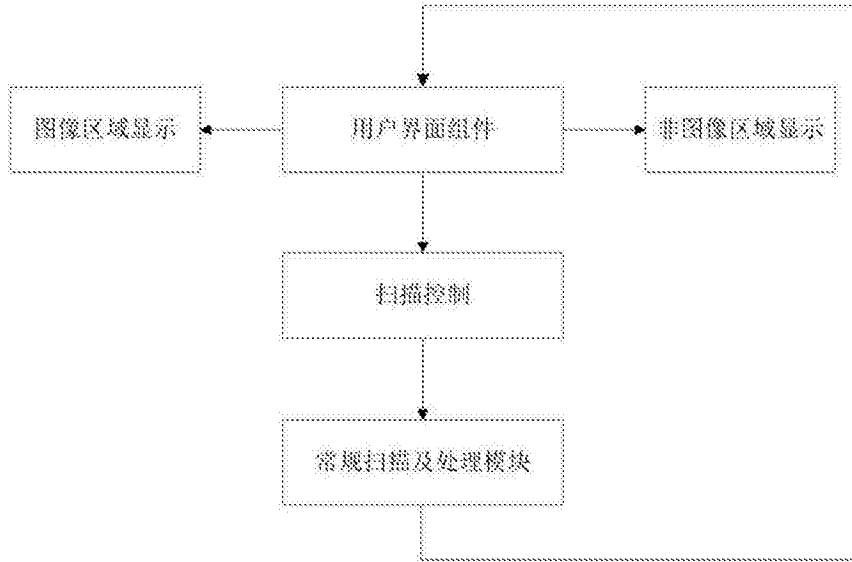 图像区域显示
用户界面组件
非图像区域显示
扫描控制
常规扫描及处理模块